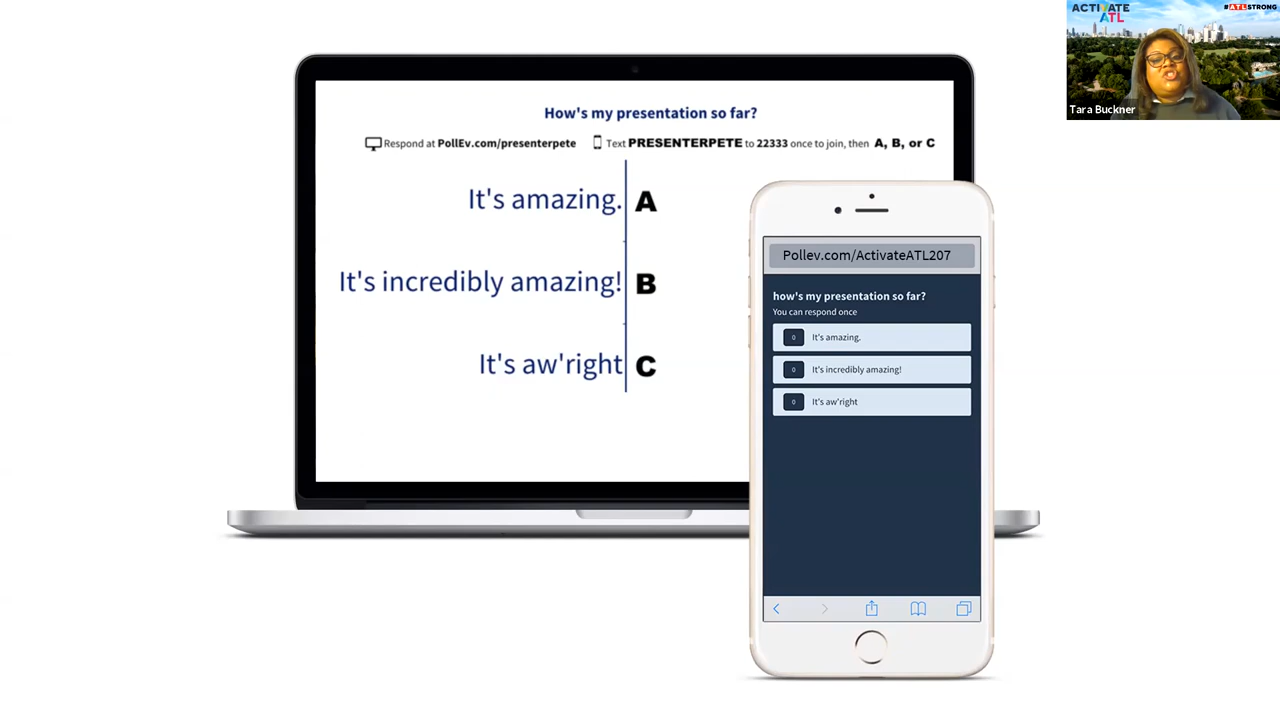 How's my presentation so far?
Respond at PollEv.com/presenterpete Text PRESENTERPETE to 22333 once to join, then A, B, or C
It's amazing. A
It's incredibly amazing! B
It's aw'right C
Pollev.com/ActivateATL207
how's my presentation so far?
You can respond once
0 It's amazing.
0 It's incredibly amazing!
0 It's aw'right
ACTIVATE
ATL
#ATLSTRONG
Tara Buckner